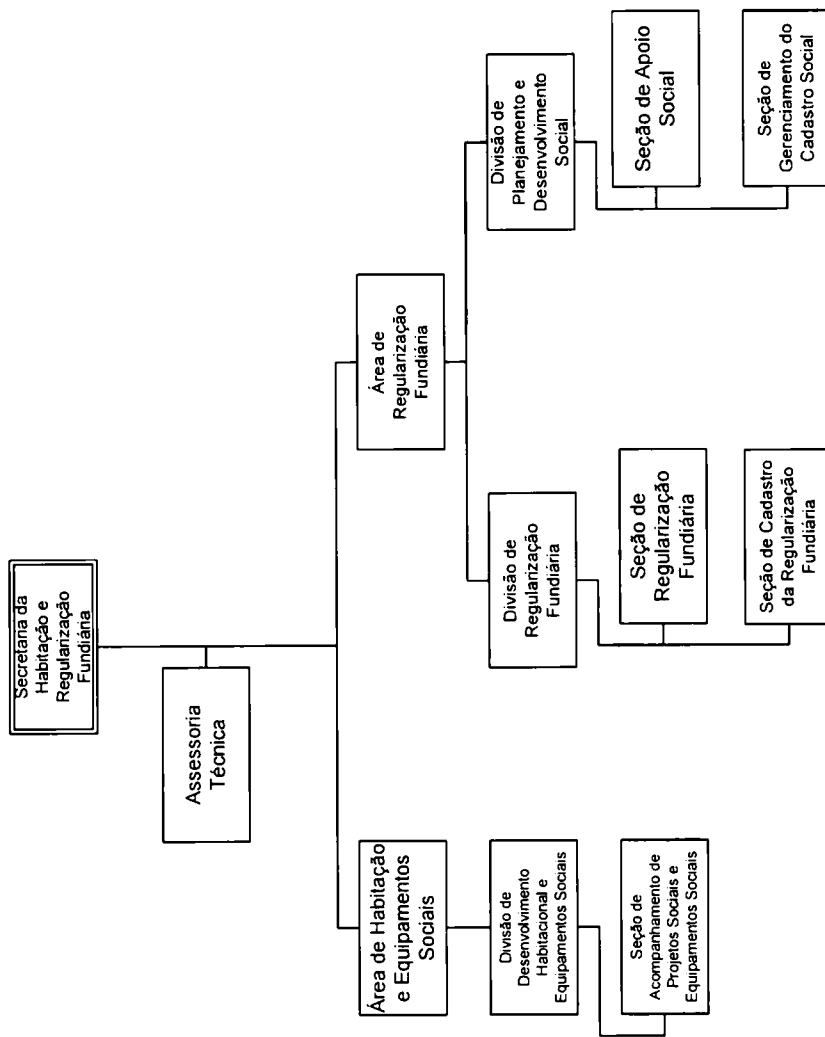 Secretaria da
Habitação e
Regularização
Fundiária
Assessoria
Técnica
Área de Habitação
e Equipamentos
Sociais
Área de
Regularização
Fundiária
Divisão de
Desenvolvimento
Habitacional e
Equipamentos Sociais
Divisão de
Regularização
Fundiária
Divisão de
Planejamento e
Desenvolvimento
Social
Seção de
Acompanhamento de
Projetos Sociais e
Equipamentos Sociais
Seção de
Regularização
Fundiária
Seção de Apoio
Social
Seção de Cadastro
da Regularização
Fundiária
Seção de
Gerenciamento do
Cadastro Social